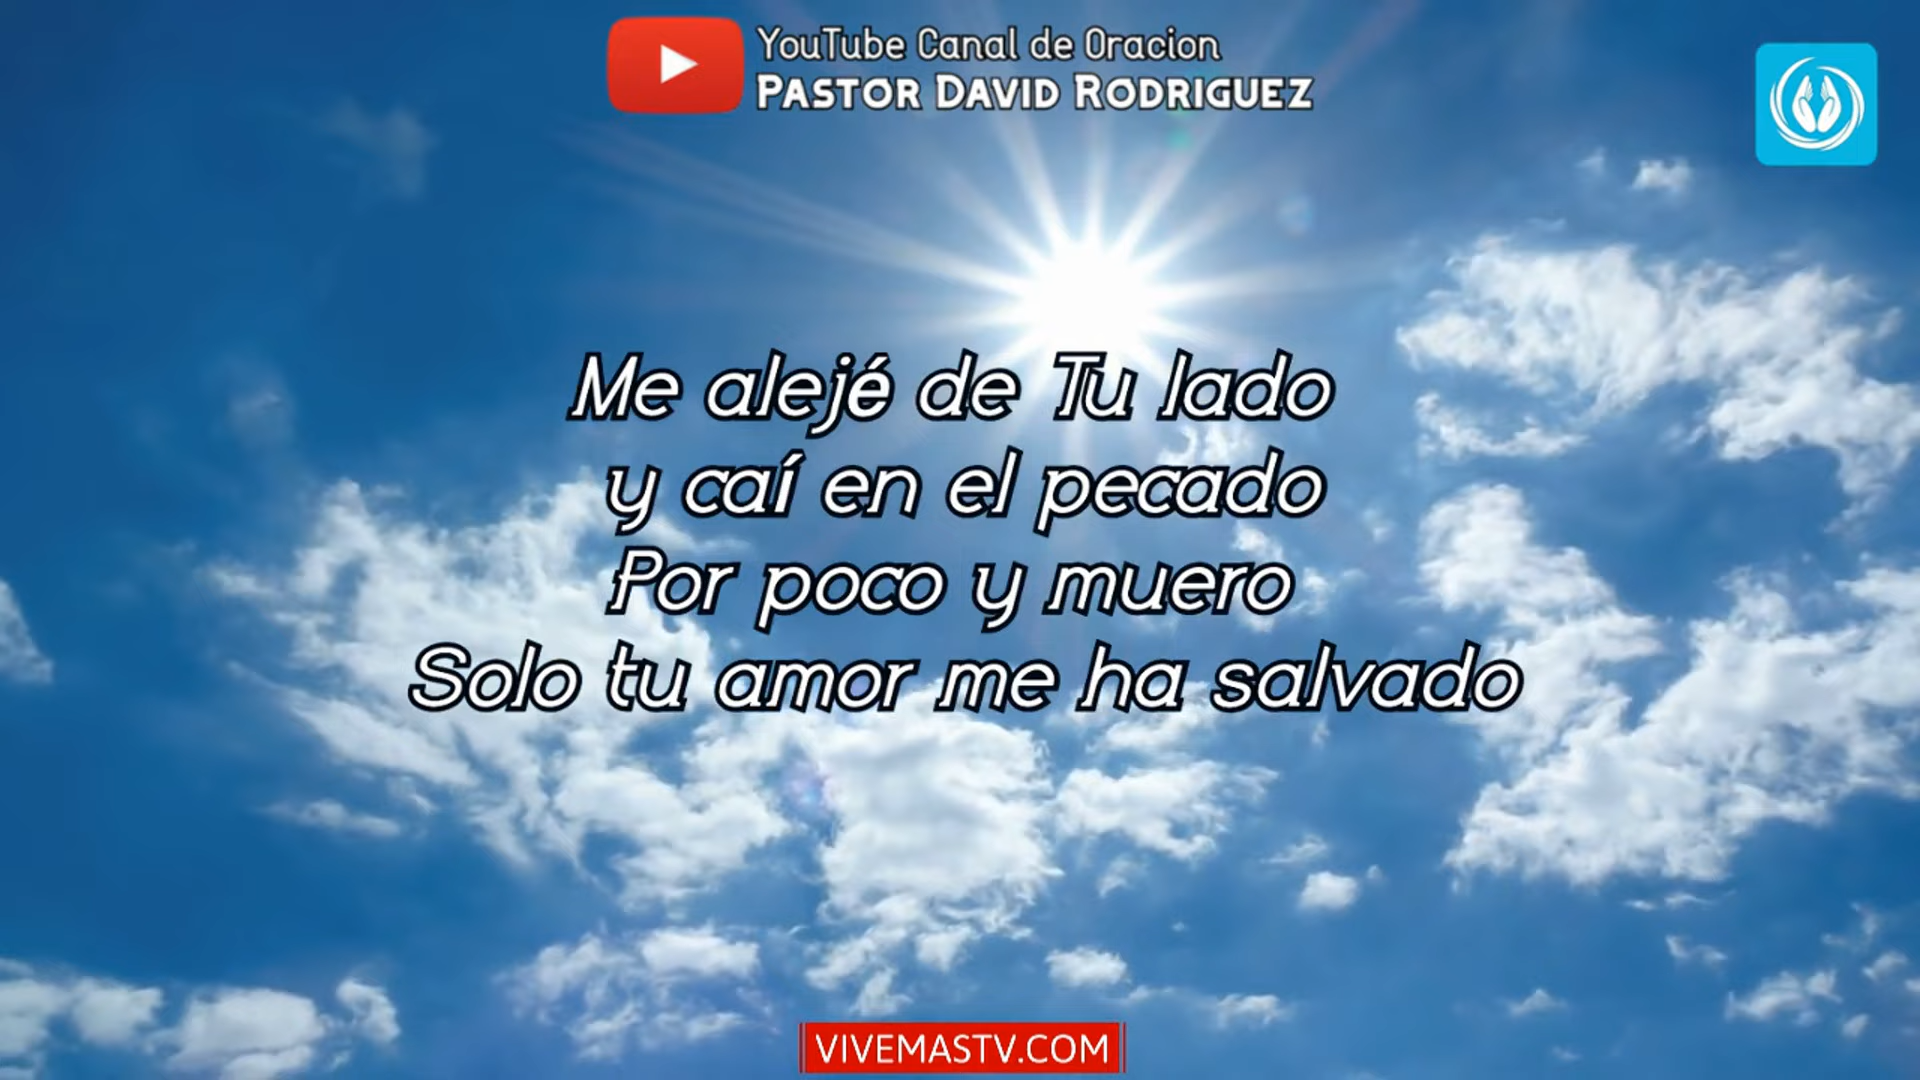 YouTube Canal de Oracion
PASTOR DAVID RODRIGUEZ
Me alejé de Tu lado
y caí en el pecado
Por poco y muero
Solo tu amor me ha salvado
VIVEMASTV.COM